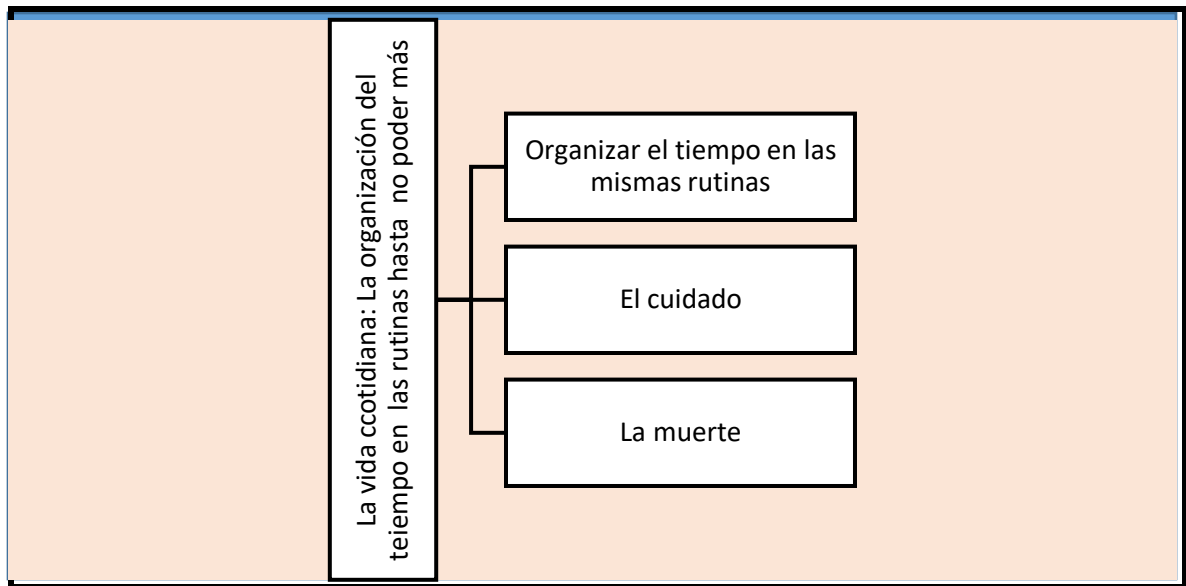 La vida ccotidiana: La organización del
teiempo en las rutinas hasta no poder más
Organizar el tiempo en las
mismas rutinas
El cuidado
La muerte